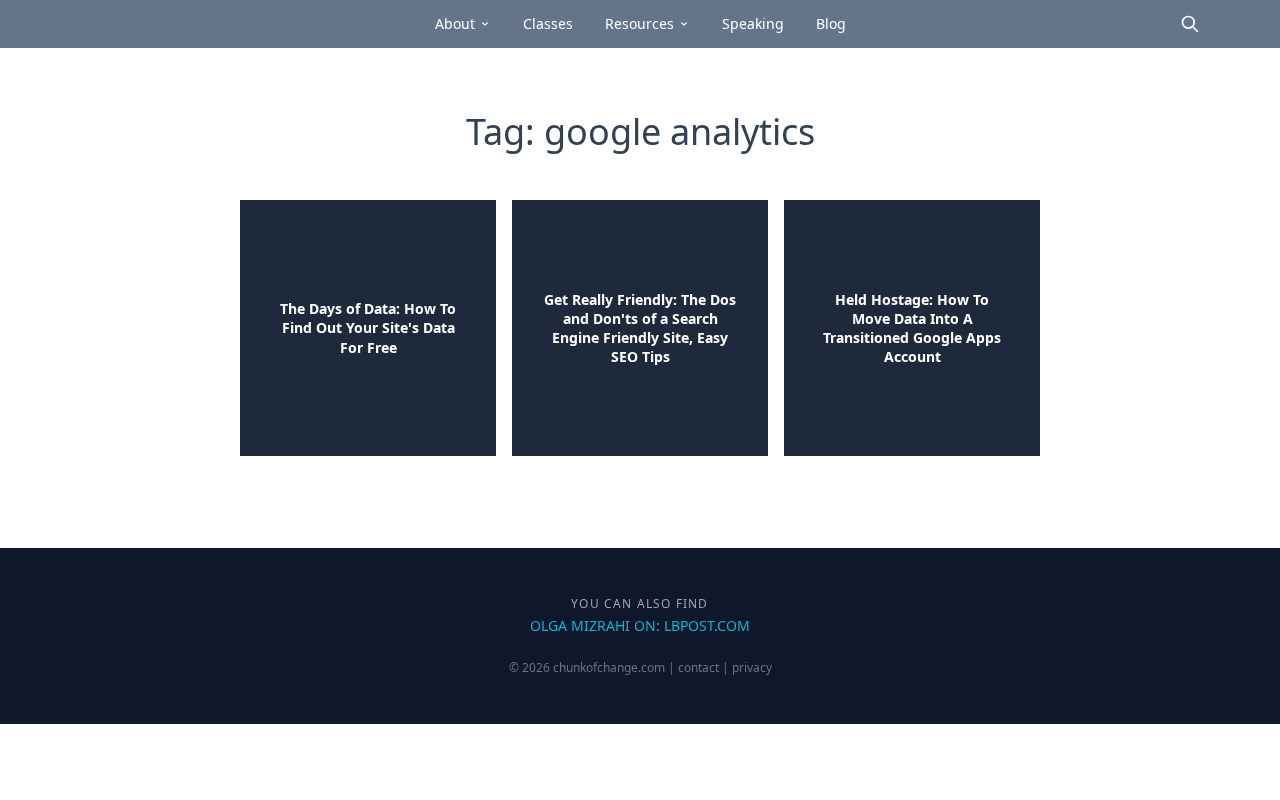 About
Classes
Resources
Speaking
Blog
Tag: google analytics
The Days of Data: How To
Find Out Your Site's Data
For Free
Get Really Friendly: The Dos
and Don'ts of a Search
Engine Friendly Site, Easy
SEO Tips
Held Hostage: How To
Move Data Into A
Transitioned Google Apps
Account
YOU CAN ALSO FIND
OLGA MIZRAHI ON: LBPOST.COM
© 2026 chunkofchange.com | contact | privacy